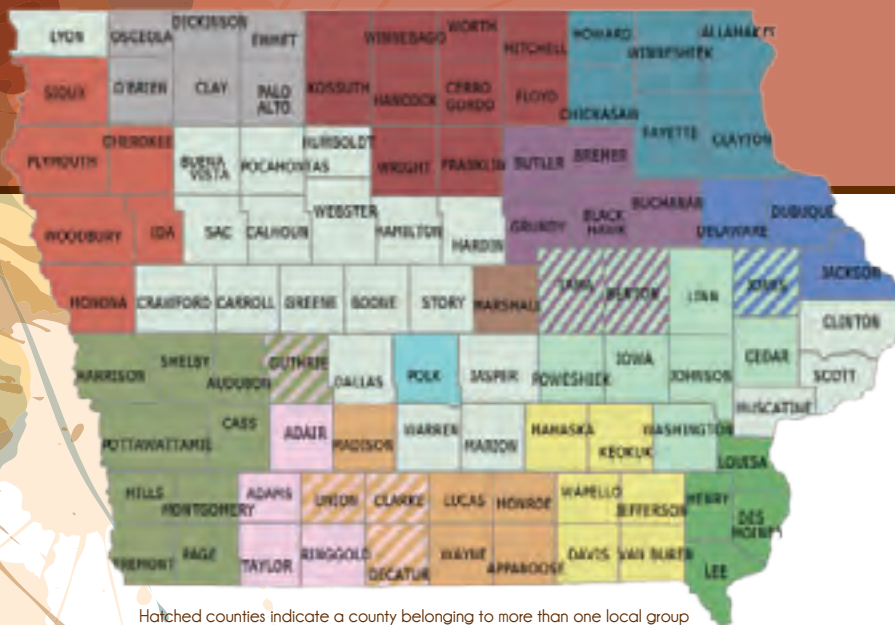 LYON OSCEOLA DICKINSON EMMET WINNEBAGO WORTH MITCHELL HOWARD WINNESHIEK ALLAMAKEE
SIOUX O'BRIEN CLAY PALO ALTO KOSSUTH HANCOCK CERRO GORDO FLOYD CHICKASAW
PLYMOUTH CHEROKEE BUENA VISTA POCAHONTAS HUMBOLDT WRIGHT FRANKLIN BUTLER BREMER FAYETTE CLAYTON
WOODBURY IDA SAC CALHOUN WEBSTER HAMILTON HARDIN GRUNDY BLACK HAWK BUCHANAN DELAWARE DUBUQUE
MONONA CRAWFORD CARROLL GREENE BOONE STORY MARSHALL TAMA BENTON LINN JONES JACKSON
CLINTON
HARRISON SHELBY AUDUBON GUTHRIE DALLAS POLK JASPER POWESHIEK IOWA JOHNSON CEDAR SCOTT
MUSCATINE
POTTAWATTAMIE CASS ADAIR MADISON WARREN MARION MAHASKA KEOKUK WASHINGTON LOUISA
MILLS MONTGOMERY ADAMS UNION CLARKE LUCAS MONROE WAPELLO JEFFERSON HENRY DES MOINES
FREMONT PAGE TAYLOR RINGGOLD DECATUR WAYNE APPANOOSE DAVIS VAN BUREN LEE
Hatched counties indicate a county belonging to more than one local group